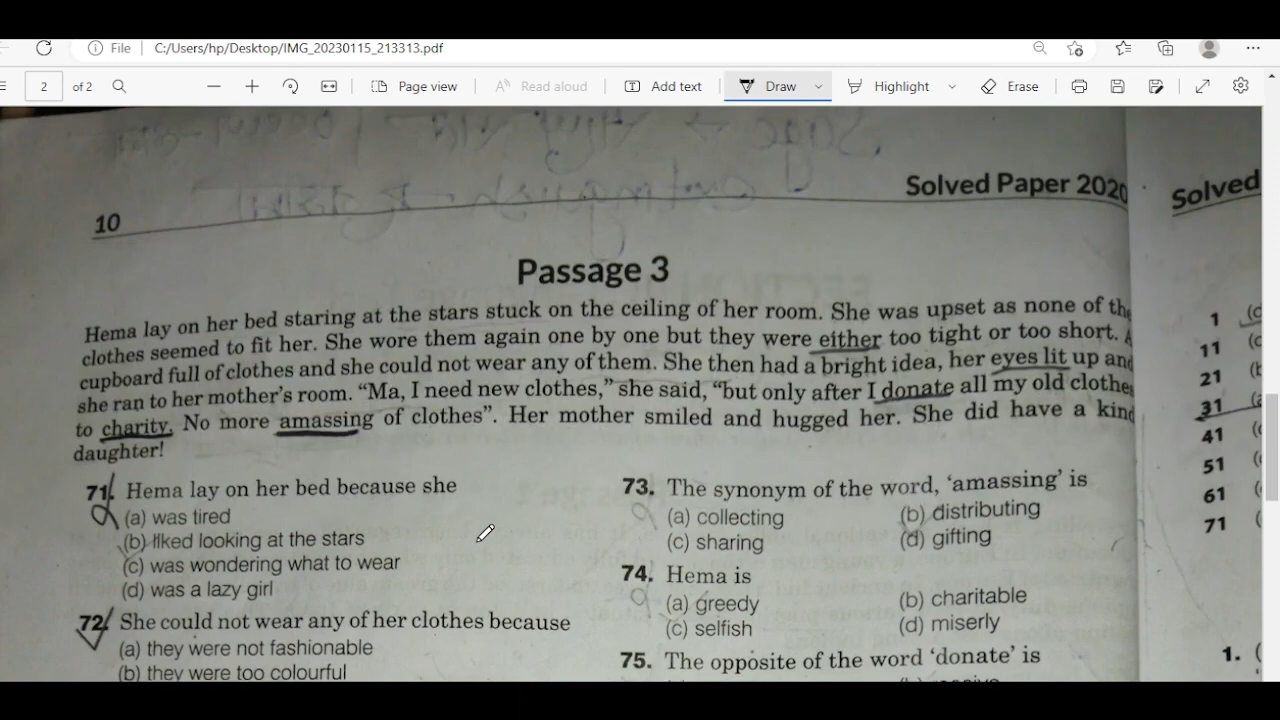 File
C:/Users/hp/Desktop/IMG_20230115_213313.pdf
2 of 2
Page view
Read aloud
Add text
Draw
Highlight
Erase
Solved Paper 2020
Solved
10
Passage 3
Hema lay on her bed staring at the stars stuck on the ceiling of her room. She was upset as none of the
clothes seemed to fit her. She wore them again one by one but they were either too tight or too short. A
cupboard full of clothes and she could not wear any of them. She then had a bright idea, her eyes lit up and
she ran to her mother's room. "Ma, I need new clothes," she said, "but only after I donate all my old clothes
to charity. No more amassing of clothes". Her mother smiled and hugged her. She did have a kind
daughter!
71. Hema lay on her bed because she
(a) was tired
(b) liked looking at the stars
(c) was wondering what to wear
(d) was a lazy girl
72. She could not wear any of her clothes because
(a) they were not fashionable
(b) they were too colourful
73. The synonym of the word, 'amassing' is
(a) collecting (b) distributing
(c) sharing (d) gifting
74. Hema is
(a) greedy (b) charitable
(c) selfish (d) miserly
75. The opposite of the word 'donate' is
1
11
21
31
41
51
61
71
1.